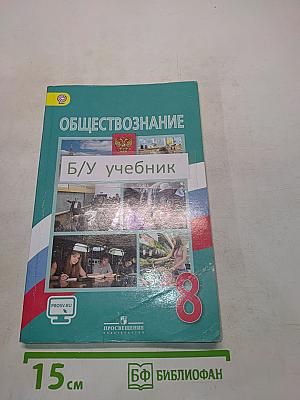 ОБЩЕСТВОЗНАНИЕ
Б/У учебник
8
PROSV.RU
ПРОСВЕЩЕНИЕ
15 см
БФ БИБЛИОФАН